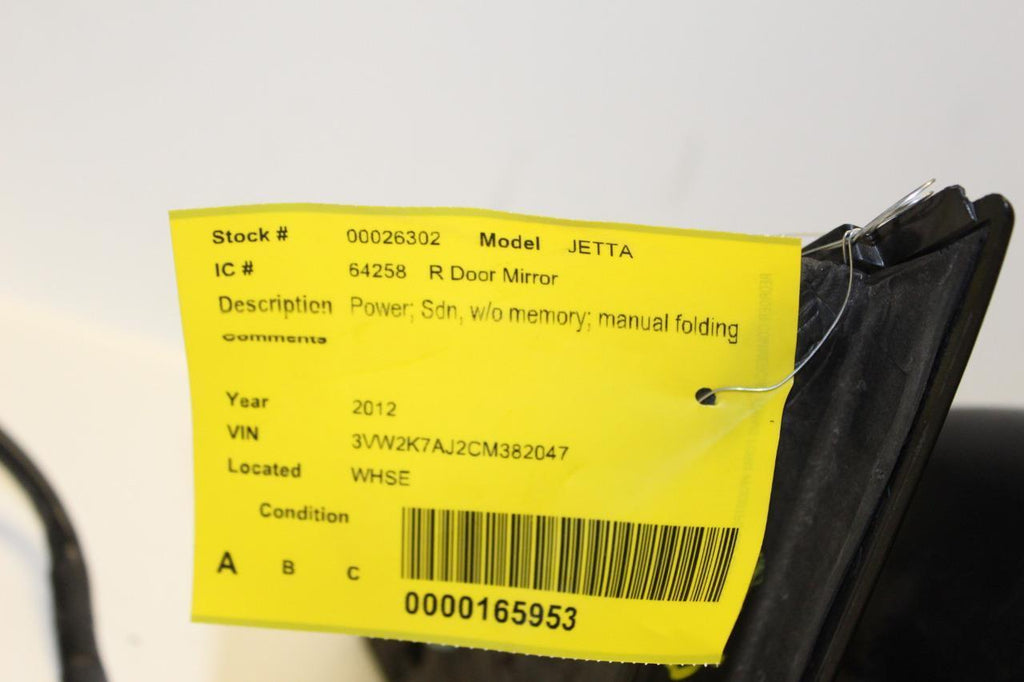 Stock # 00026302 Model JETTA
IC # 64258 R Door Mirror
Description Power; Sdn, w/o memory; manual folding
Comments
Year 2012
VIN 3VW2K7AJ2CM382047
Located WHSE
Condition
A B C
0000165953